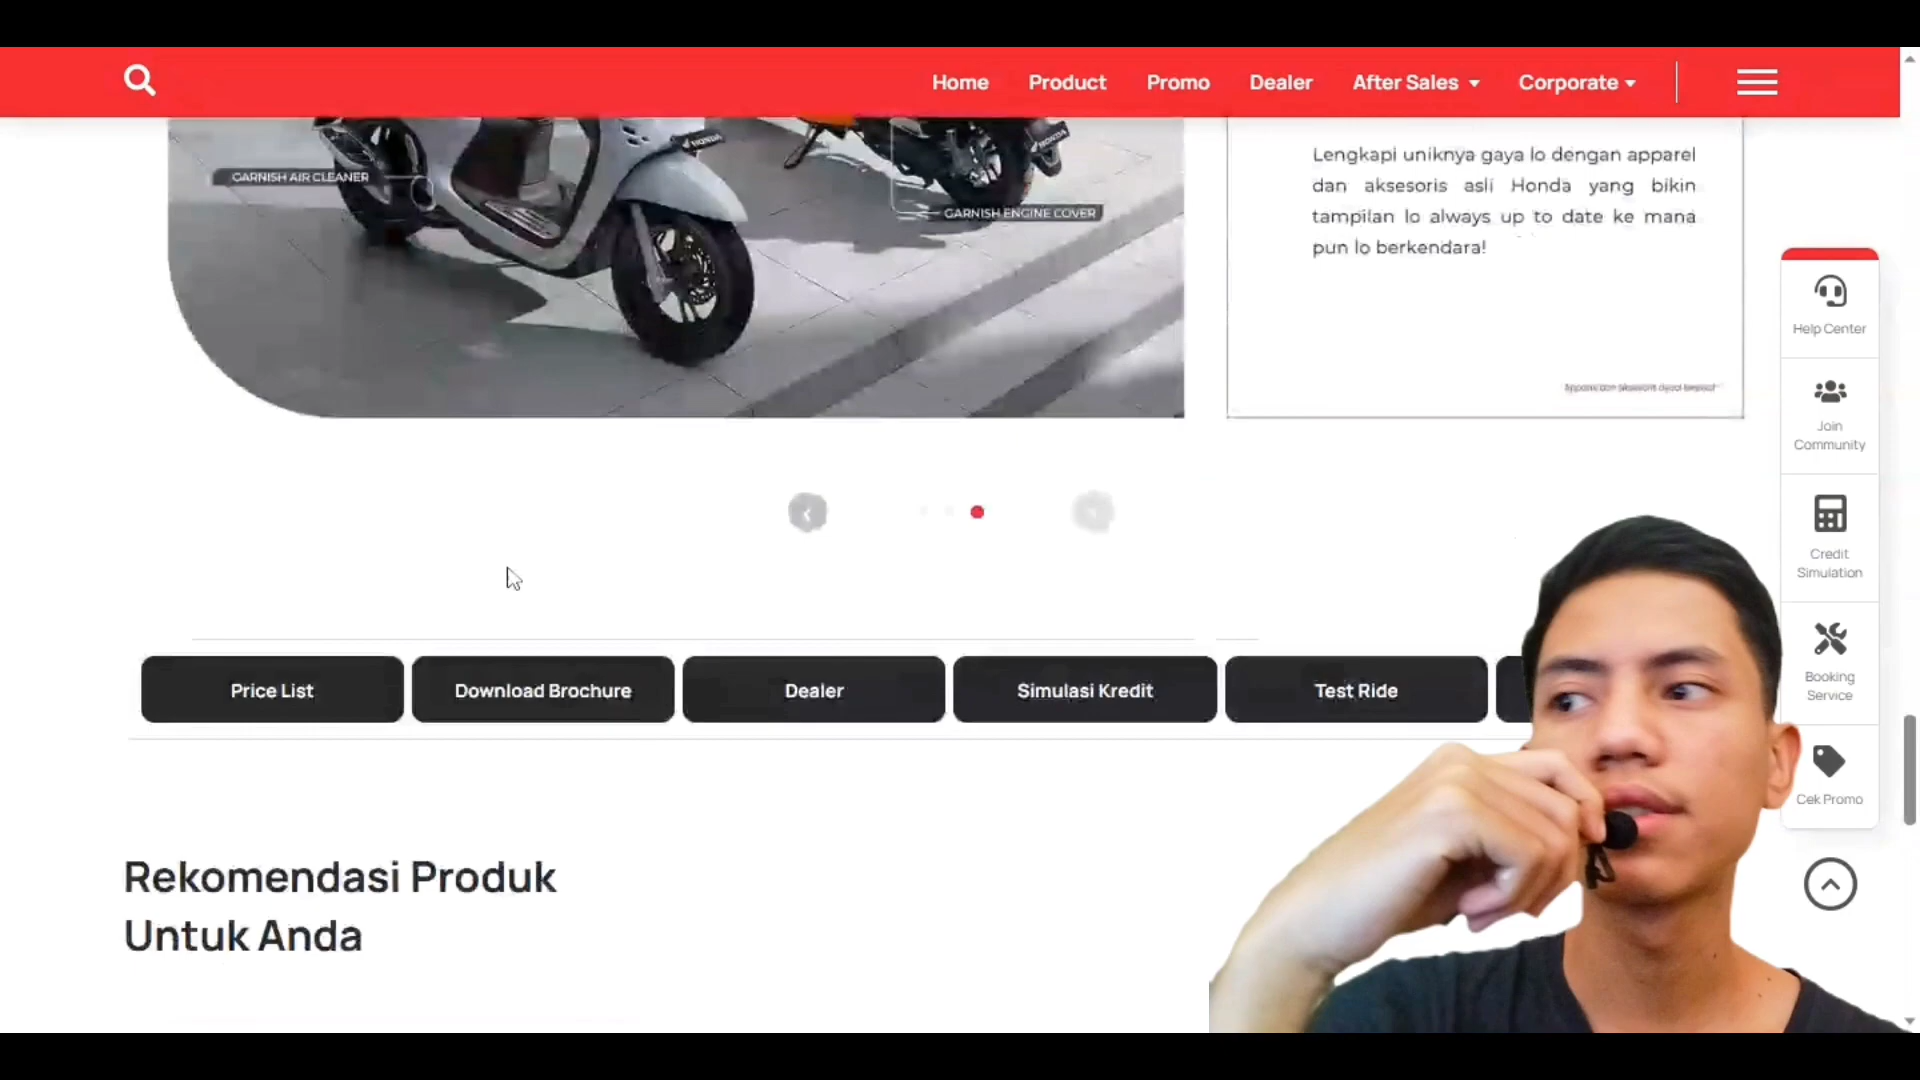 Home Product Promo Dealer After Sales Corporate
HONDA
HONDA
GARNISH AIR CLEANER
GARNISH ENGINE COVER
Lengkapi uniknya gaya lo dengan apparel
dan aksesoris asli Honda yang bikin
tampilan lo always up to date ke mana
pun lo berkendara!
Help Center
Join
Community
Credit
Simulation
Booking
Service
Cek Promo
Price List
Download Brochure
Dealer
Simulasi Kredit
Test Ride
Rekomendasi Produk
Untuk Anda